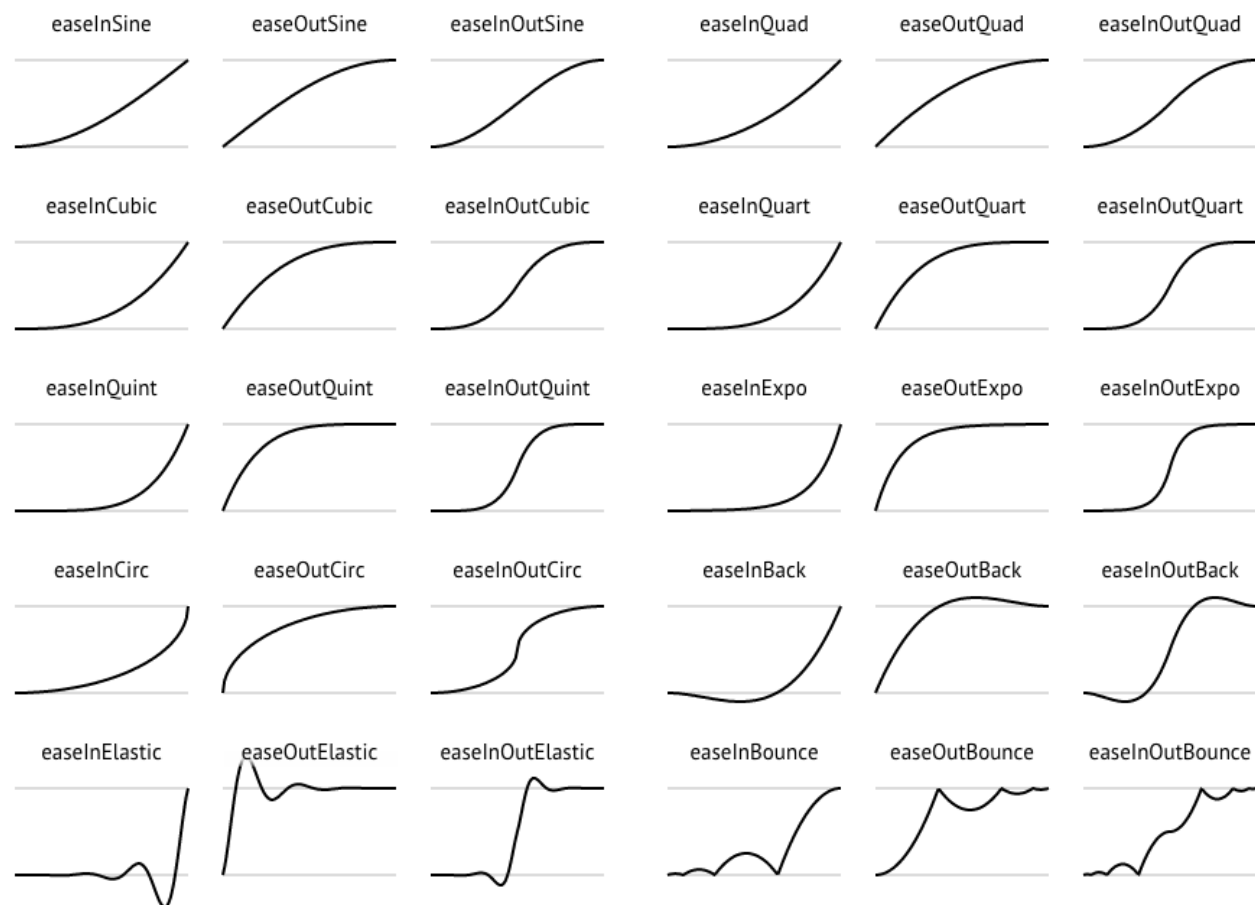 easeInSine easeOutSine easeInOutSine easeInQuad easeOutQuad easeInOutQuad
easeInCubic easeOutCubic easeInOutCubic easeInQuart easeOutQuart easeInOutQuart
easeInQuint easeOutQuint easeInOutQuint easeInExpo easeOutExpo easeInOutExpo
easeInCirc easeOutCirc easeInOutCirc easeInBack easeOutBack easeInOutBack
easeInElastic easeOutElastic easeInOutElastic easeInBounce easeOutBounce easeInOutBounce